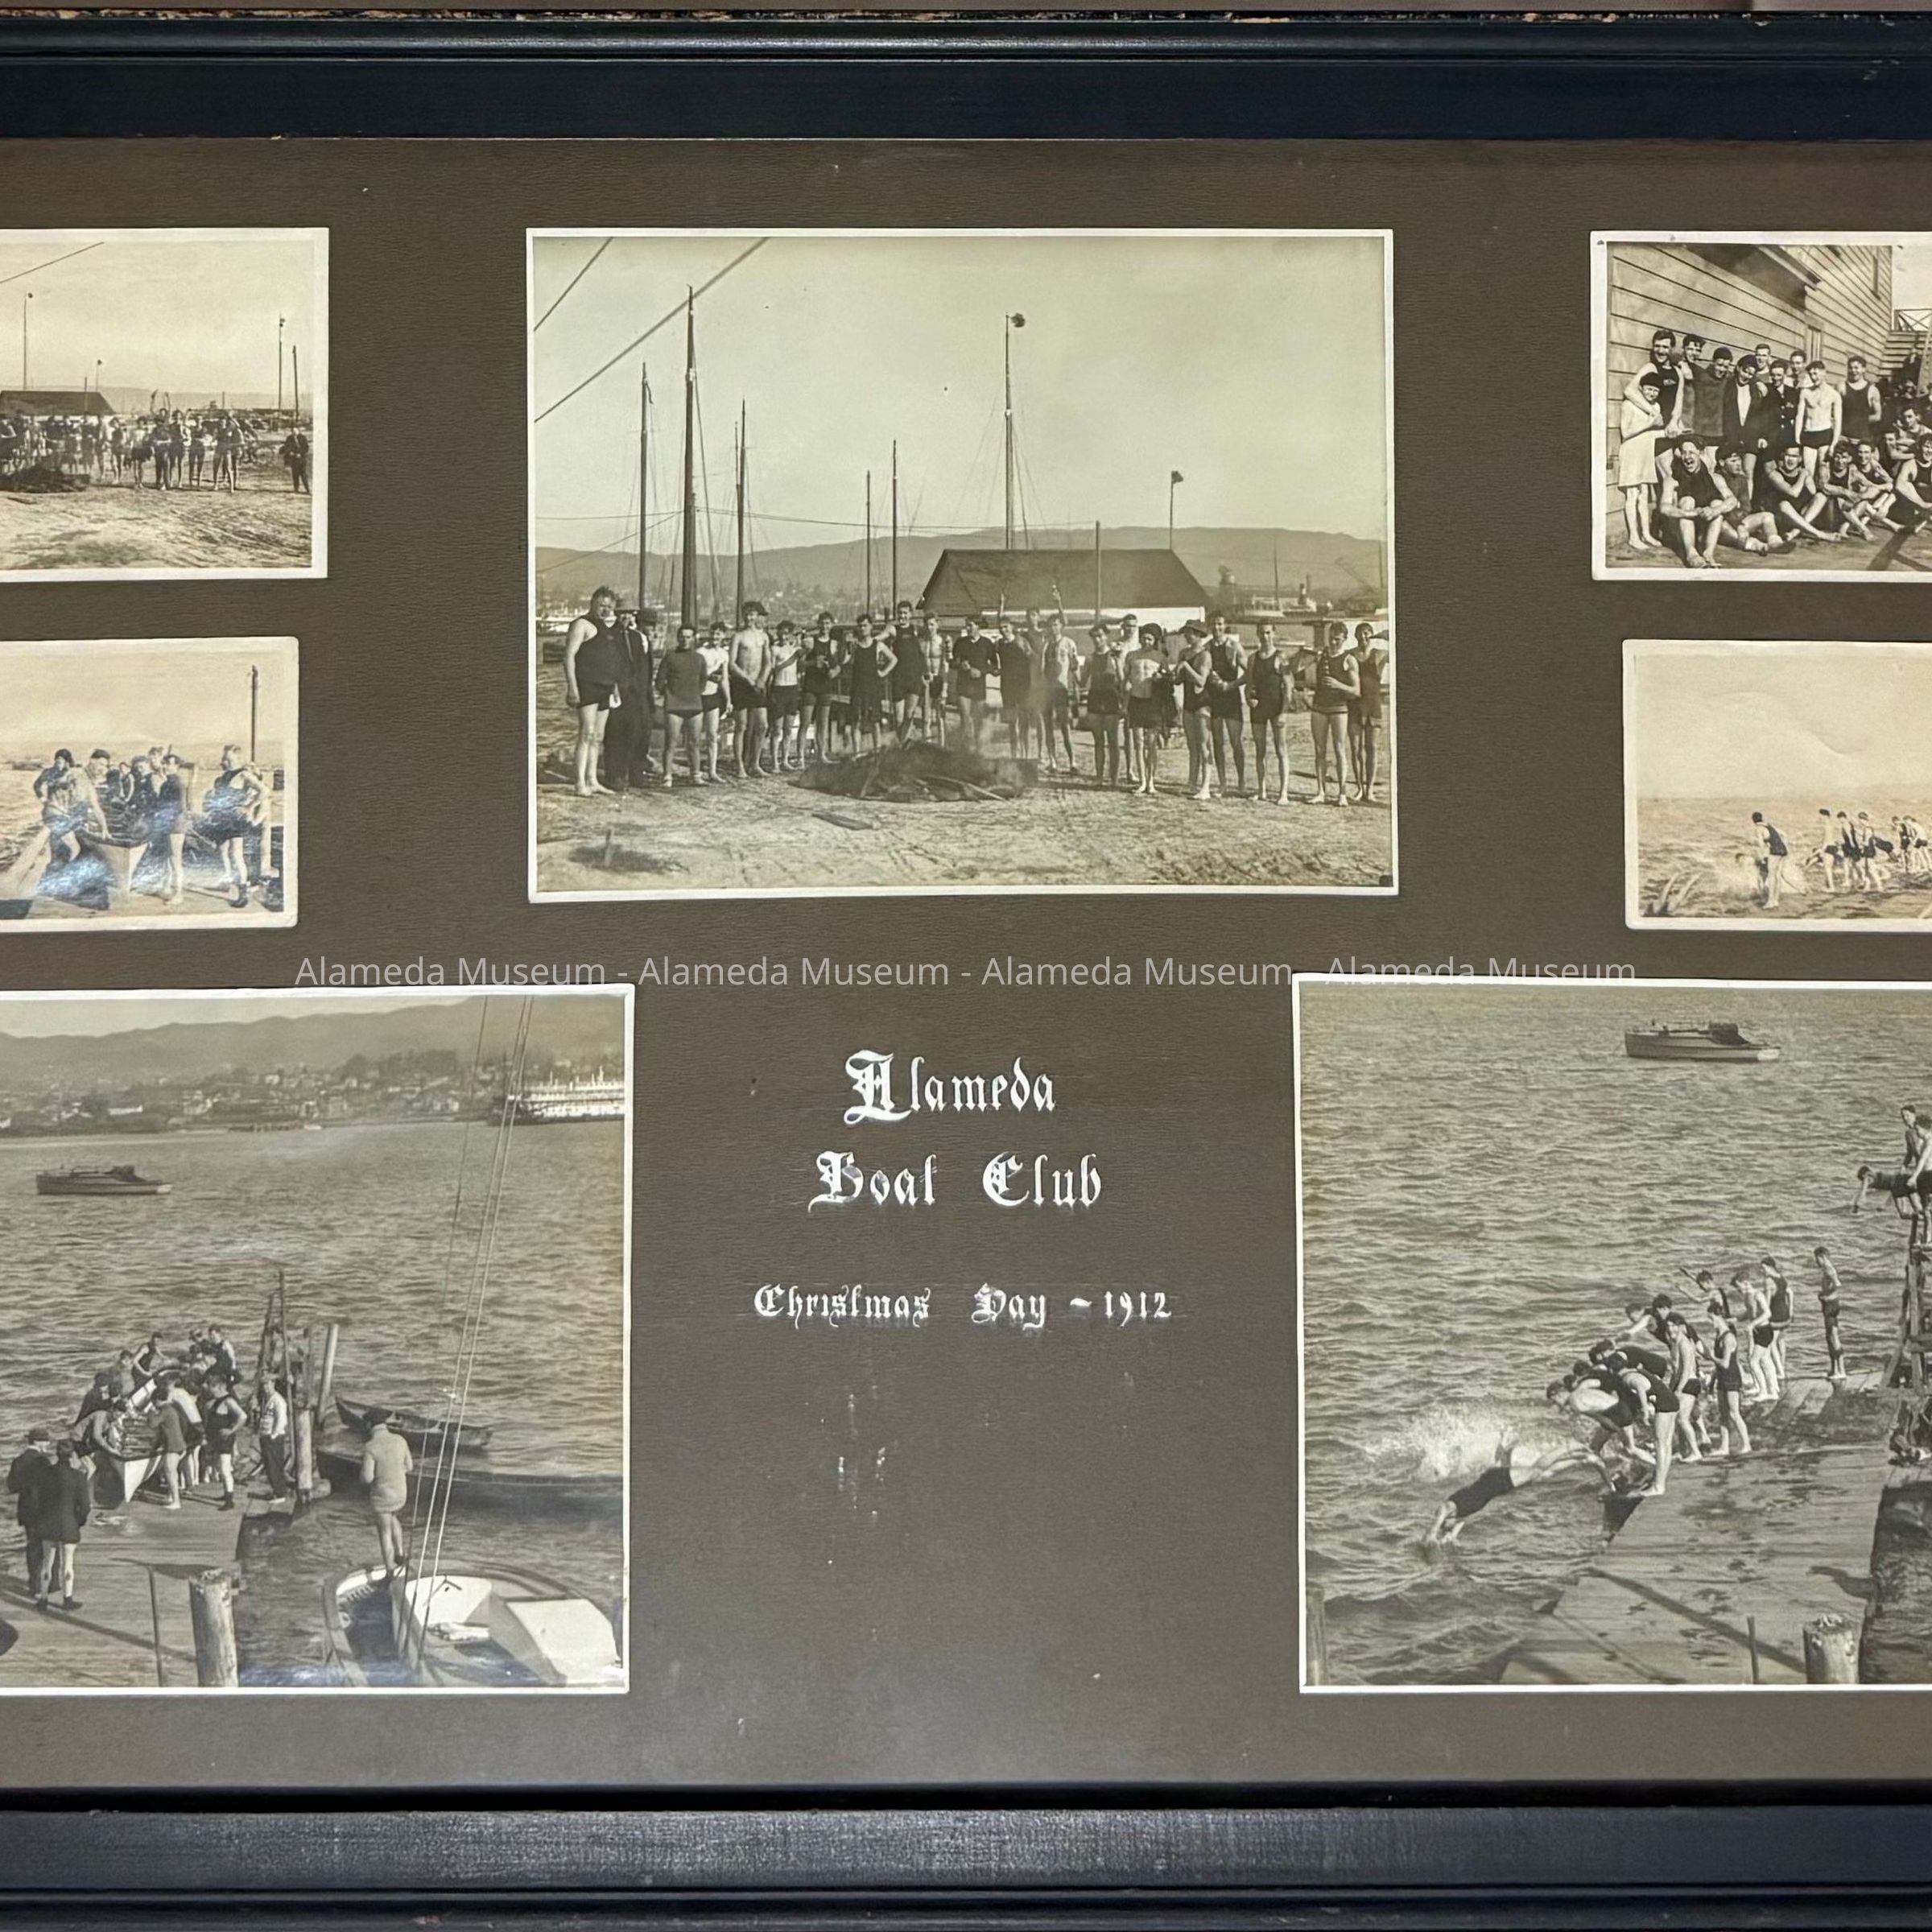 Alameda Museum - Alameda Museum - Alameda Museum - Alameda Museum
Alameda
Boat Club
Christmas Day - 1912